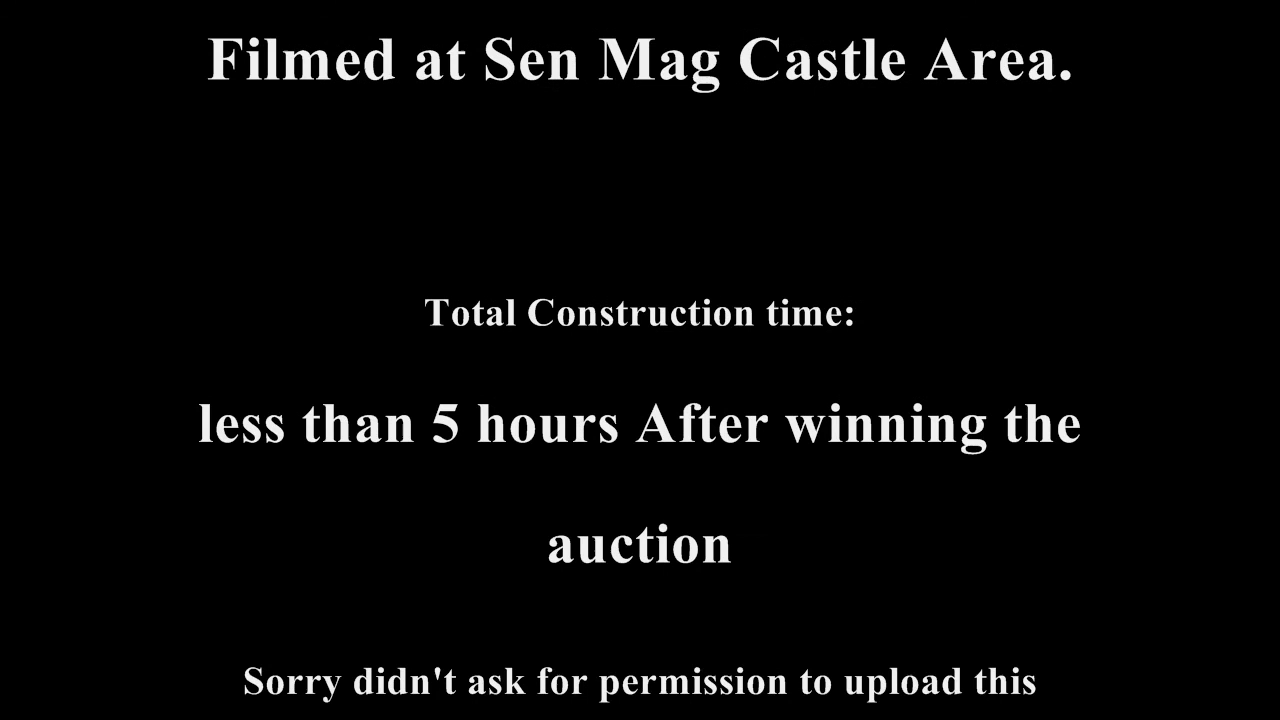 Filmed at Sen Mag Castle Area.
Total Construction time:
less than 5 hours After winning the
auction
Sorry didn't ask for permission to upload this